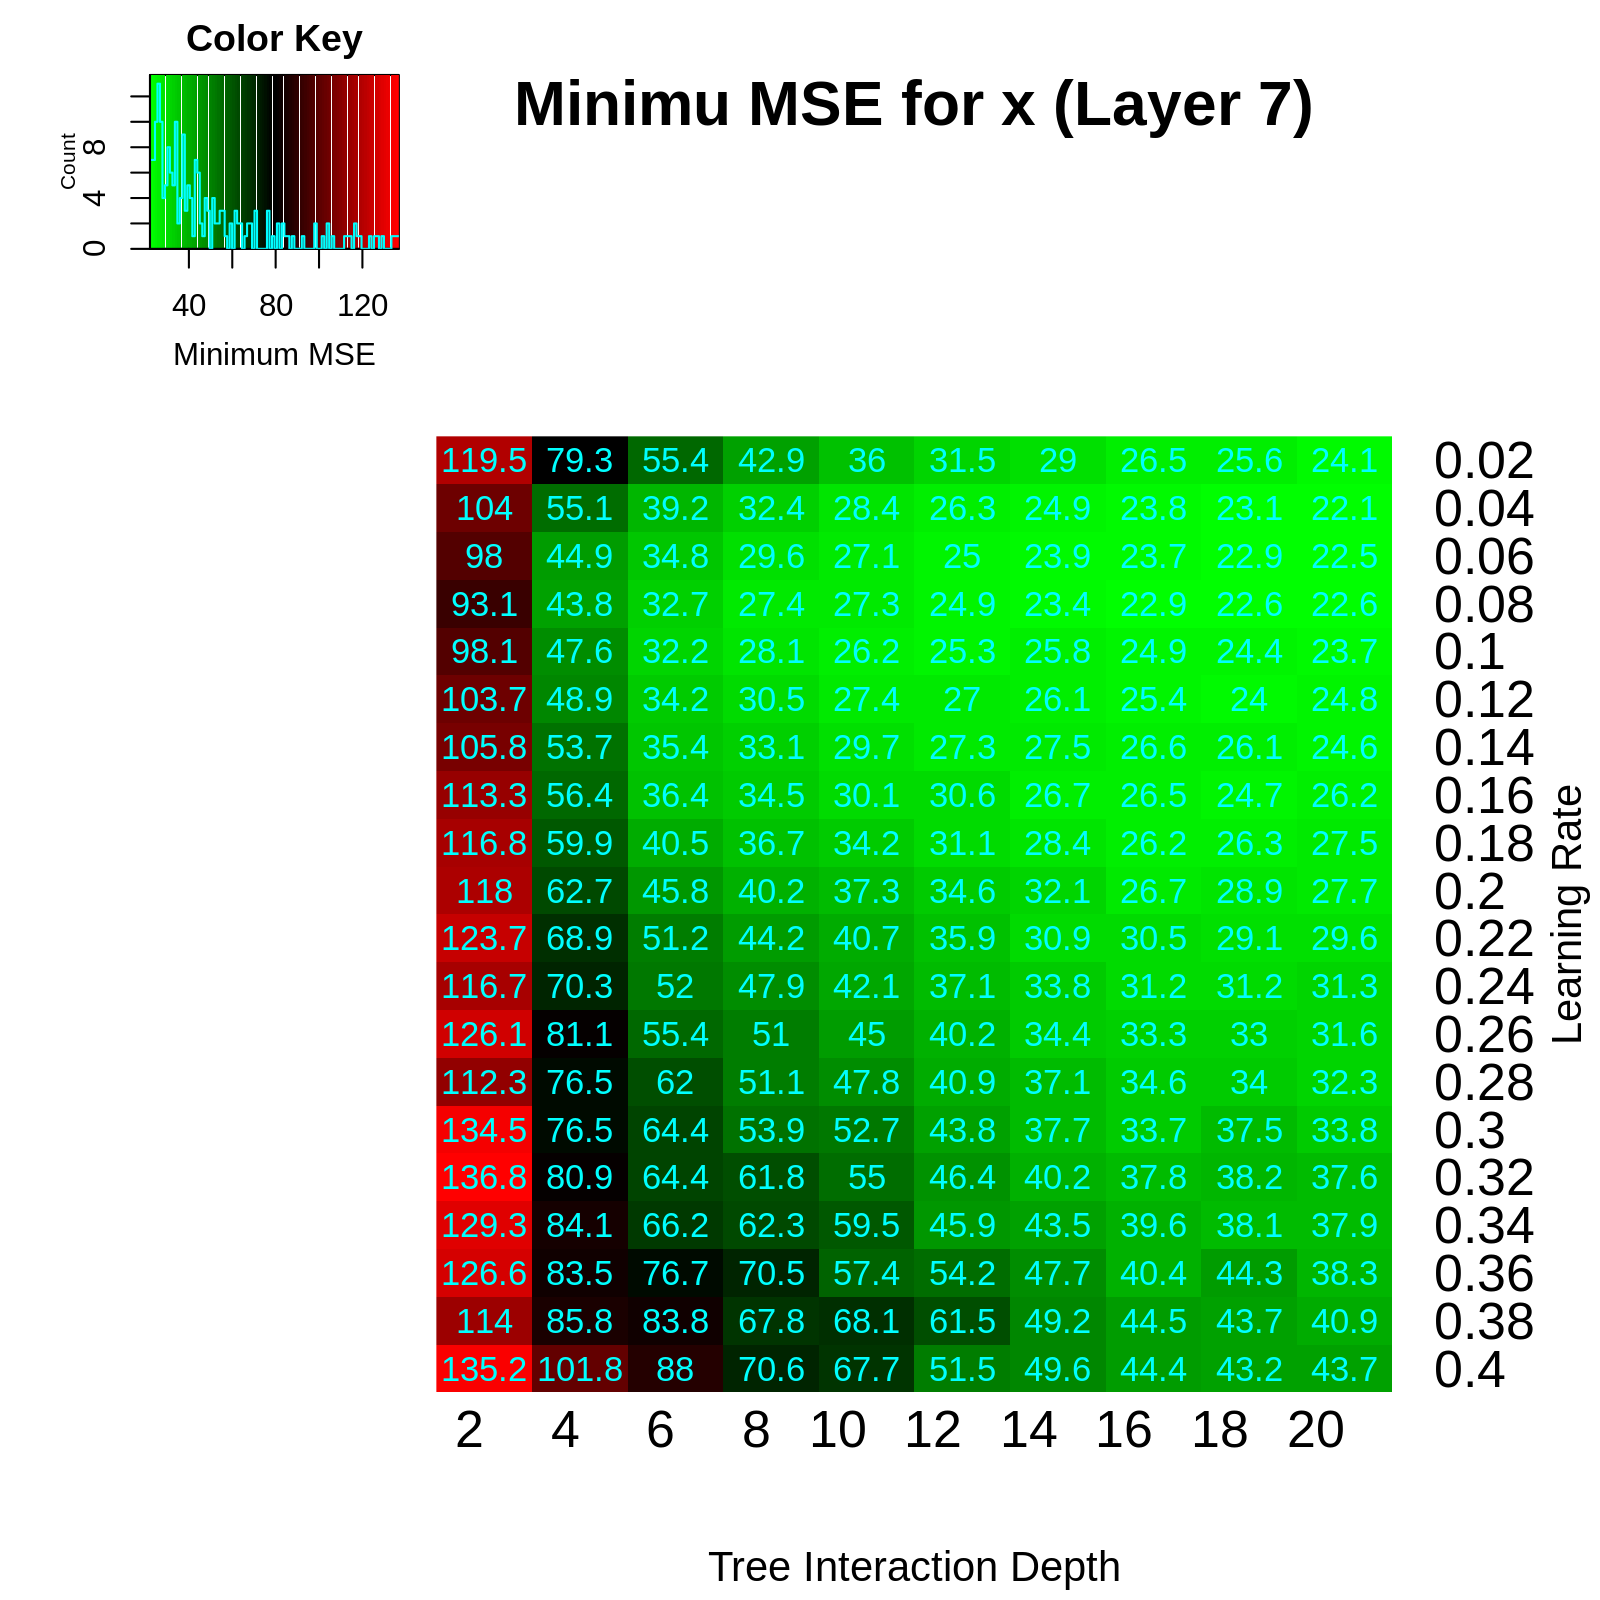 Color Key
Minimu MSE for x (Layer 7)
Count
0 4 8
40 80 120
Minimum MSE
119.5 79.3 55.4 42.9 36 31.5 29 26.5 25.6 24.1 0.02
104 55.1 39.2 32.4 28.4 26.3 24.9 23.8 23.1 22.1 0.04
98 44.9 34.8 29.6 27.1 25 23.9 23.7 22.9 22.5 0.06
93.1 43.8 32.7 27.4 27.3 24.9 23.4 22.9 22.6 22.6 0.08
98.1 47.6 32.2 28.1 26.2 25.3 25.8 24.9 24.4 23.7 0.1
103.7 48.9 34.2 30.5 27.4 27 26.1 25.4 24 24.8 0.12
105.8 53.7 35.4 33.1 29.7 27.3 27.5 26.6 26.1 24.6 0.14
113.3 56.4 36.4 34.5 30.1 30.6 26.7 26.5 24.7 26.2 0.16
116.8 59.9 40.5 36.7 34.2 31.1 28.4 26.2 26.3 27.5 0.18
118 62.7 45.8 40.2 37.3 34.6 32.1 26.7 28.9 27.7 0.2
123.7 68.9 51.2 44.2 40.7 35.9 30.9 30.5 29.1 29.6 0.22
116.7 70.3 52 47.9 42.1 37.1 33.8 31.2 31.2 31.3 0.24
126.1 81.1 55.4 51 45 40.2 34.4 33.3 33 31.6 0.26
112.3 76.5 62 51.1 47.8 40.9 37.1 34.6 34 32.3 0.28
134.5 76.5 64.4 53.9 52.7 43.8 37.7 33.7 37.5 33.8 0.3
136.8 80.9 64.4 61.8 55 46.4 40.2 37.8 38.2 37.6 0.32
129.3 84.1 66.2 62.3 59.5 45.9 43.5 39.6 38.1 37.9 0.34
126.6 83.5 76.7 70.5 57.4 54.2 47.7 40.4 44.3 38.3 0.36
114 85.8 83.8 67.8 68.1 61.5 49.2 44.5 43.7 40.9 0.38
135.2 101.8 88 70.6 67.7 51.5 49.6 44.4 43.2 43.7 0.4
Learning Rate
2 4 6 8 10 12 14 16 18 20
Tree Interaction Depth